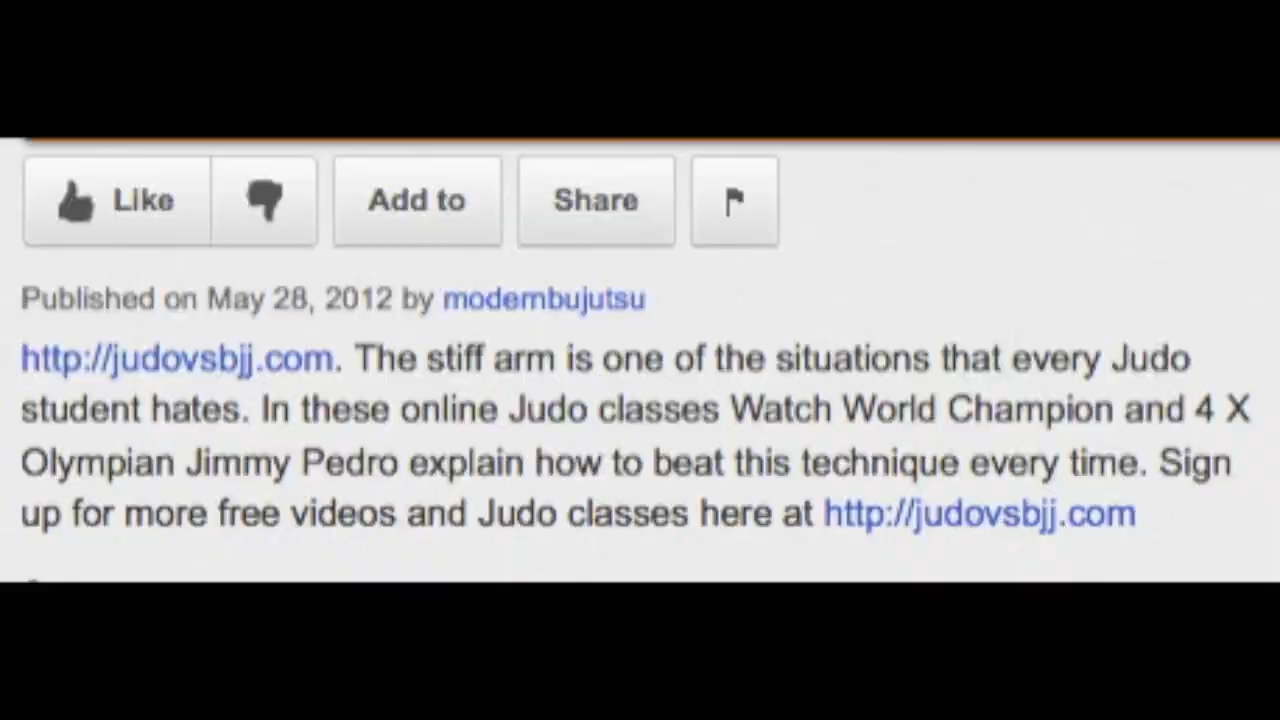 Like Add to Share
Published on May 28, 2012 by modernbujutsu
http://judovsbjj.com. The stiff arm is one of the situations that every Judo
student hates. In these online Judo classes Watch World Champion and 4 X
Olympian Jimmy Pedro explain how to beat this technique every time. Sign
up for more free videos and Judo classes here at http://judovsbjj.com